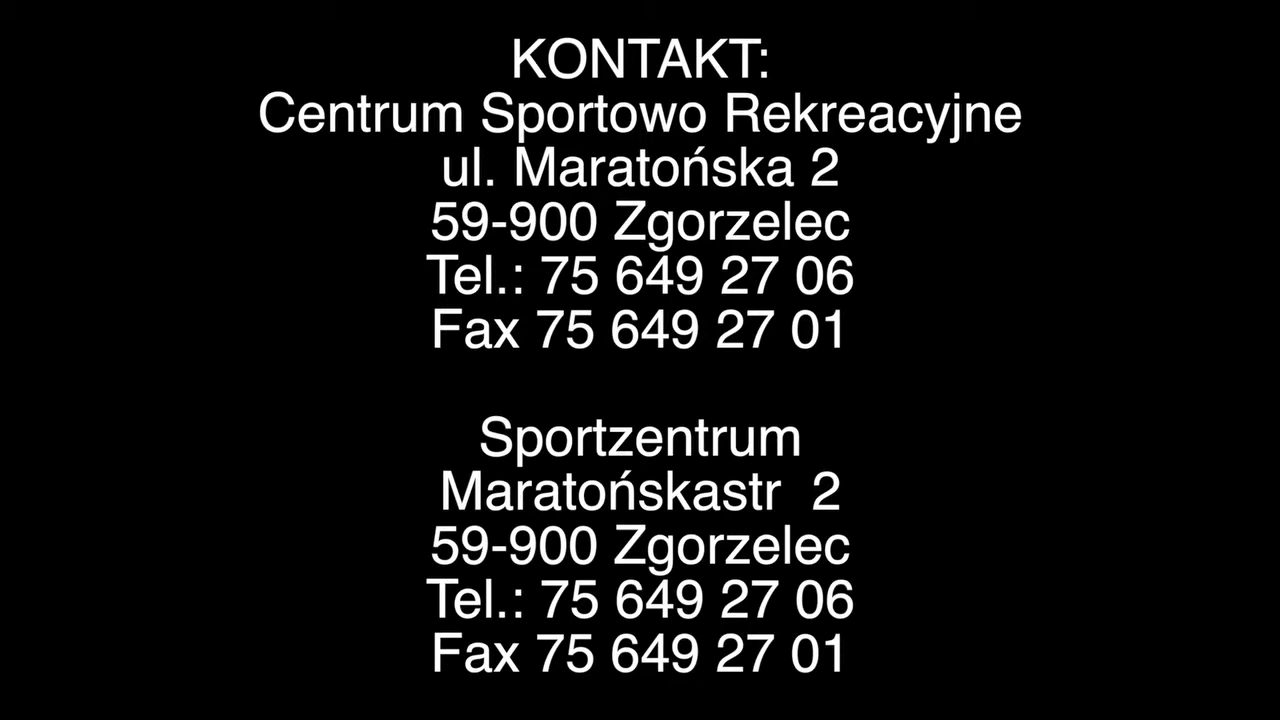 KONTAKT:
Centrum Sportowo Rekreacyjne
ul. Maratońska 2
59-900 Zgorzelec
Tel.: 75 649 27 06
Fax 75 649 27 01
Sportzentrum
Maratońskastr  2
59-900 Zgorzelec
Tel.: 75 649 27 06
Fax 75 649 27 01